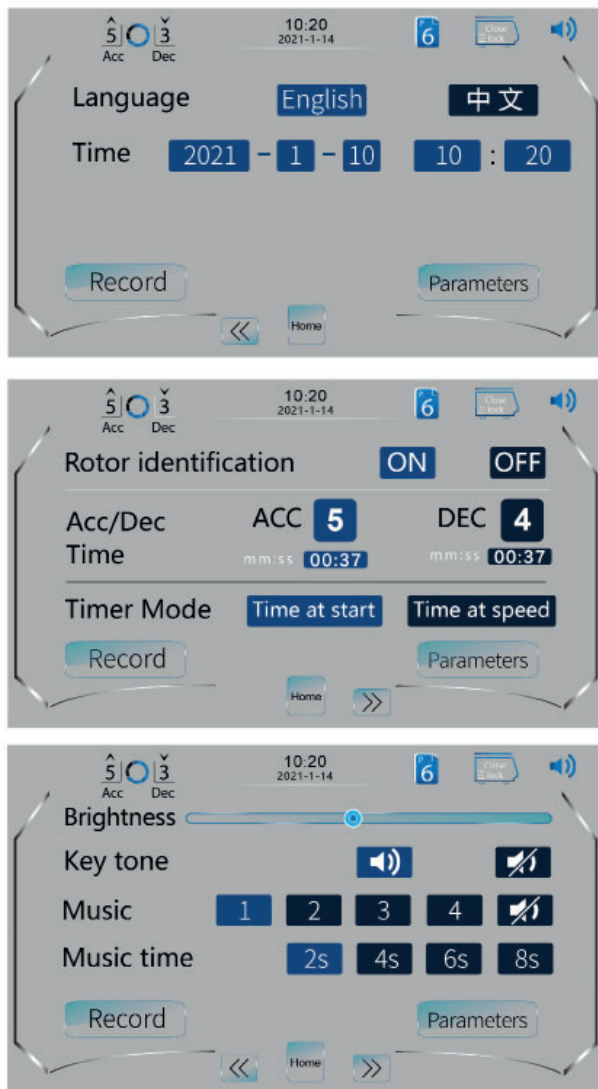 5 3 10:20 P 6 Close lock
Acc Dec 2021-1-14
Language English 中文
Time 2021 - 1 - 10 10 : 20
Record Parameters
« Home
5 3 10:20 P 6 Close lock
Acc Dec 2021-1-14
Rotor identification ON OFF
Acc/Dec ACC 5 DEC 4
Time mm:ss 00:37 mm:ss 00:37
Timer Mode Time at start Time at speed
Record Parameters
Home »
5 3 10:20 P 6 Close lock
Acc Dec 2021-1-14
Brightness
Key tone
Music 1 2 3 4
Music time 2s 4s 6s 8s
Record Parameters
« Home »